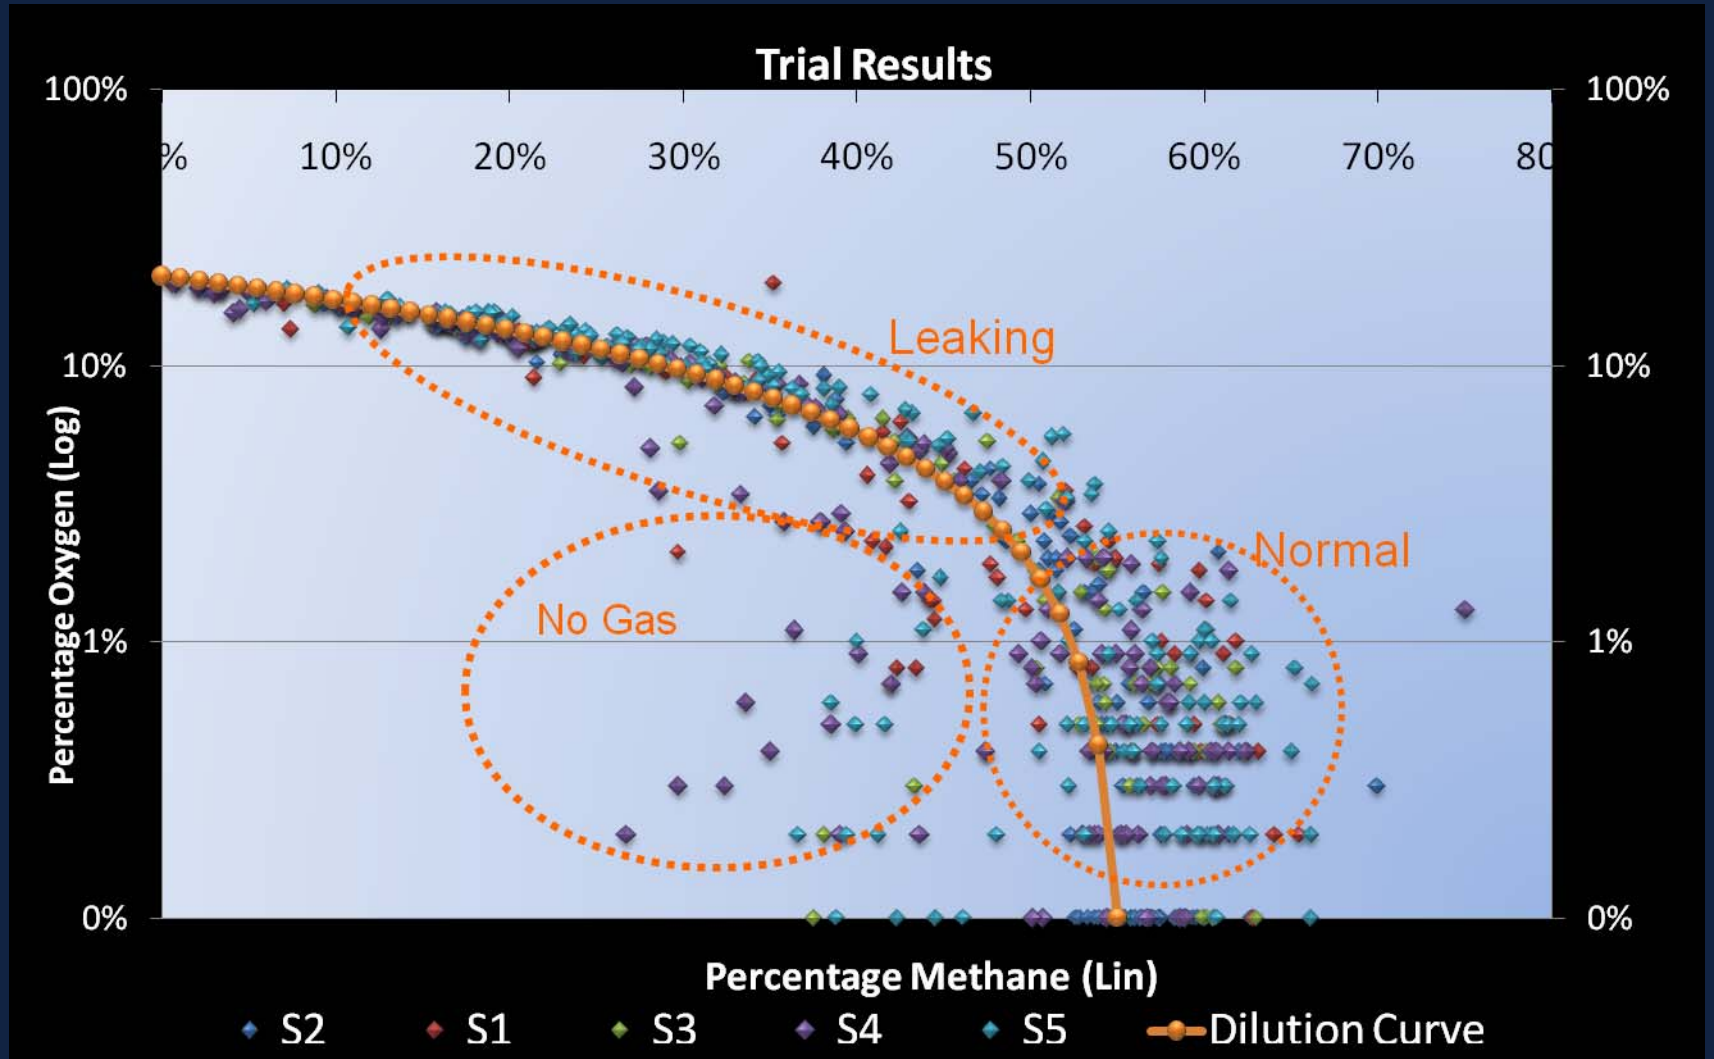 Trial Results
100%
100%
%
10%
20%
30%
40%
50%
60%
70%
80
Leaking
10%
10%
Normal
No Gas
1%
1%
0%
0%
Percentage Oxygen (Log)
Percentage Methane (Lin)
S2
S1
S3
S4
S5
Dilution Curve